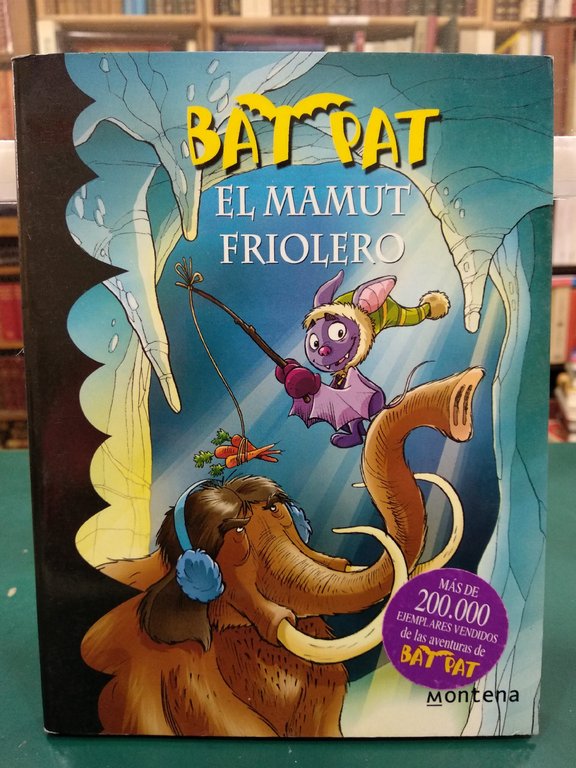 BAT PAT
EL MAMUT
FRIOLERO
MÁS DE
200.000
EJEMPLARES VENDIDOS
de las aventuras de
BAT PAT
Montena